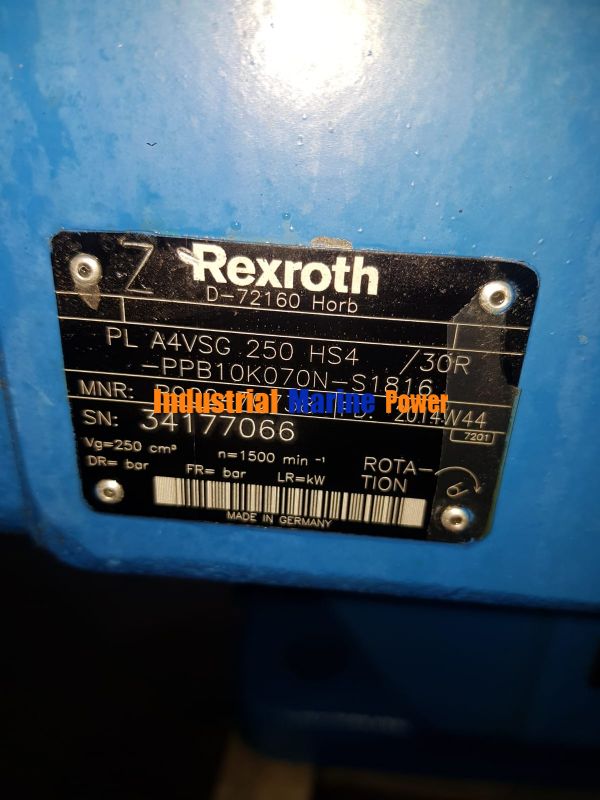 Z Rexroth
D-72160 Horb
PL A4VSG 250 HS4 /30R
-PPB10K070N-S1816
MNR:
Industrial Marine Power
2014W44
SN: 34177066
7201
Vg=250 cm³ n=1500 min⁻¹
DR= bar FR= bar LR=kW
ROTA-
TION
MADE IN GERMANY